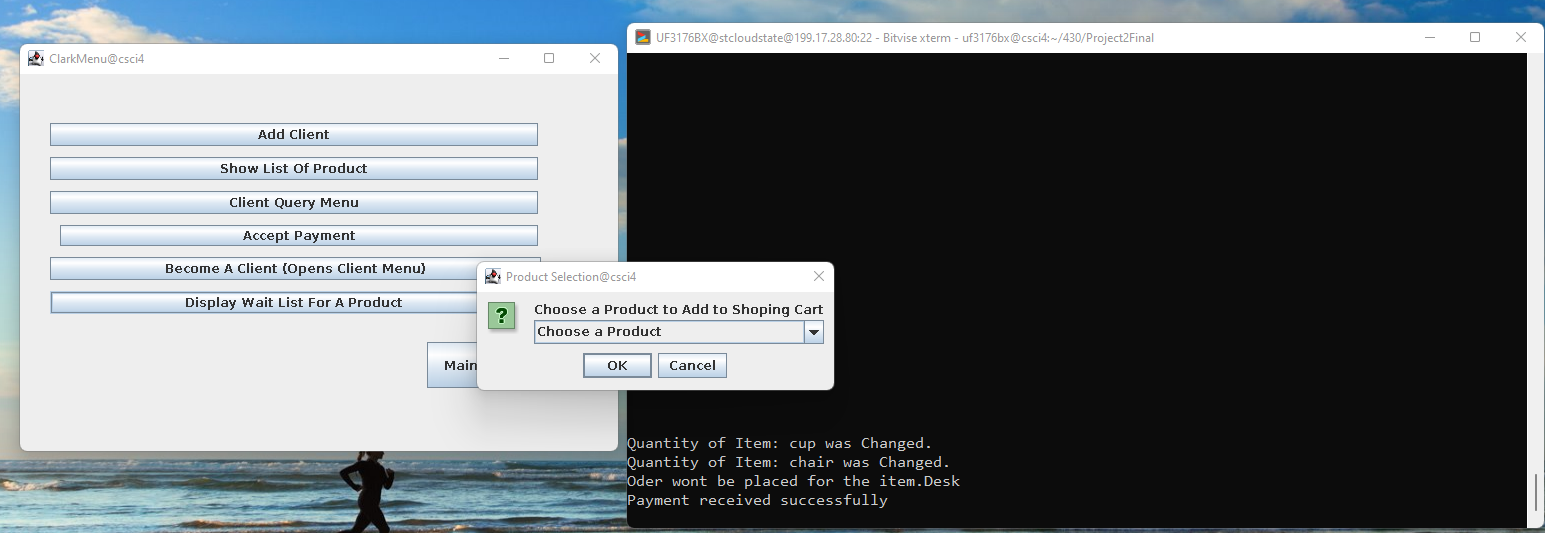 ClarkMenu@csci4
Add Client
Show List Of Product
Client Query Menu
Accept Payment
Become A Client (Opens Client Menu)
Display Wait List For A Product
Main
Product Selection@csci4
?
Choose a Product to Add to Shoping Cart
Choose a Product
OK
Cancel
UF3176BX@stcloudstate@199.17.28.80:22 - Bitvise xterm - uf3176bx@csci4:~/430/Project2Final
Quantity of Item: cup was Changed.
Quantity of Item: chair was Changed.
Oder wont be placed for the item.Desk
Payment received successfully